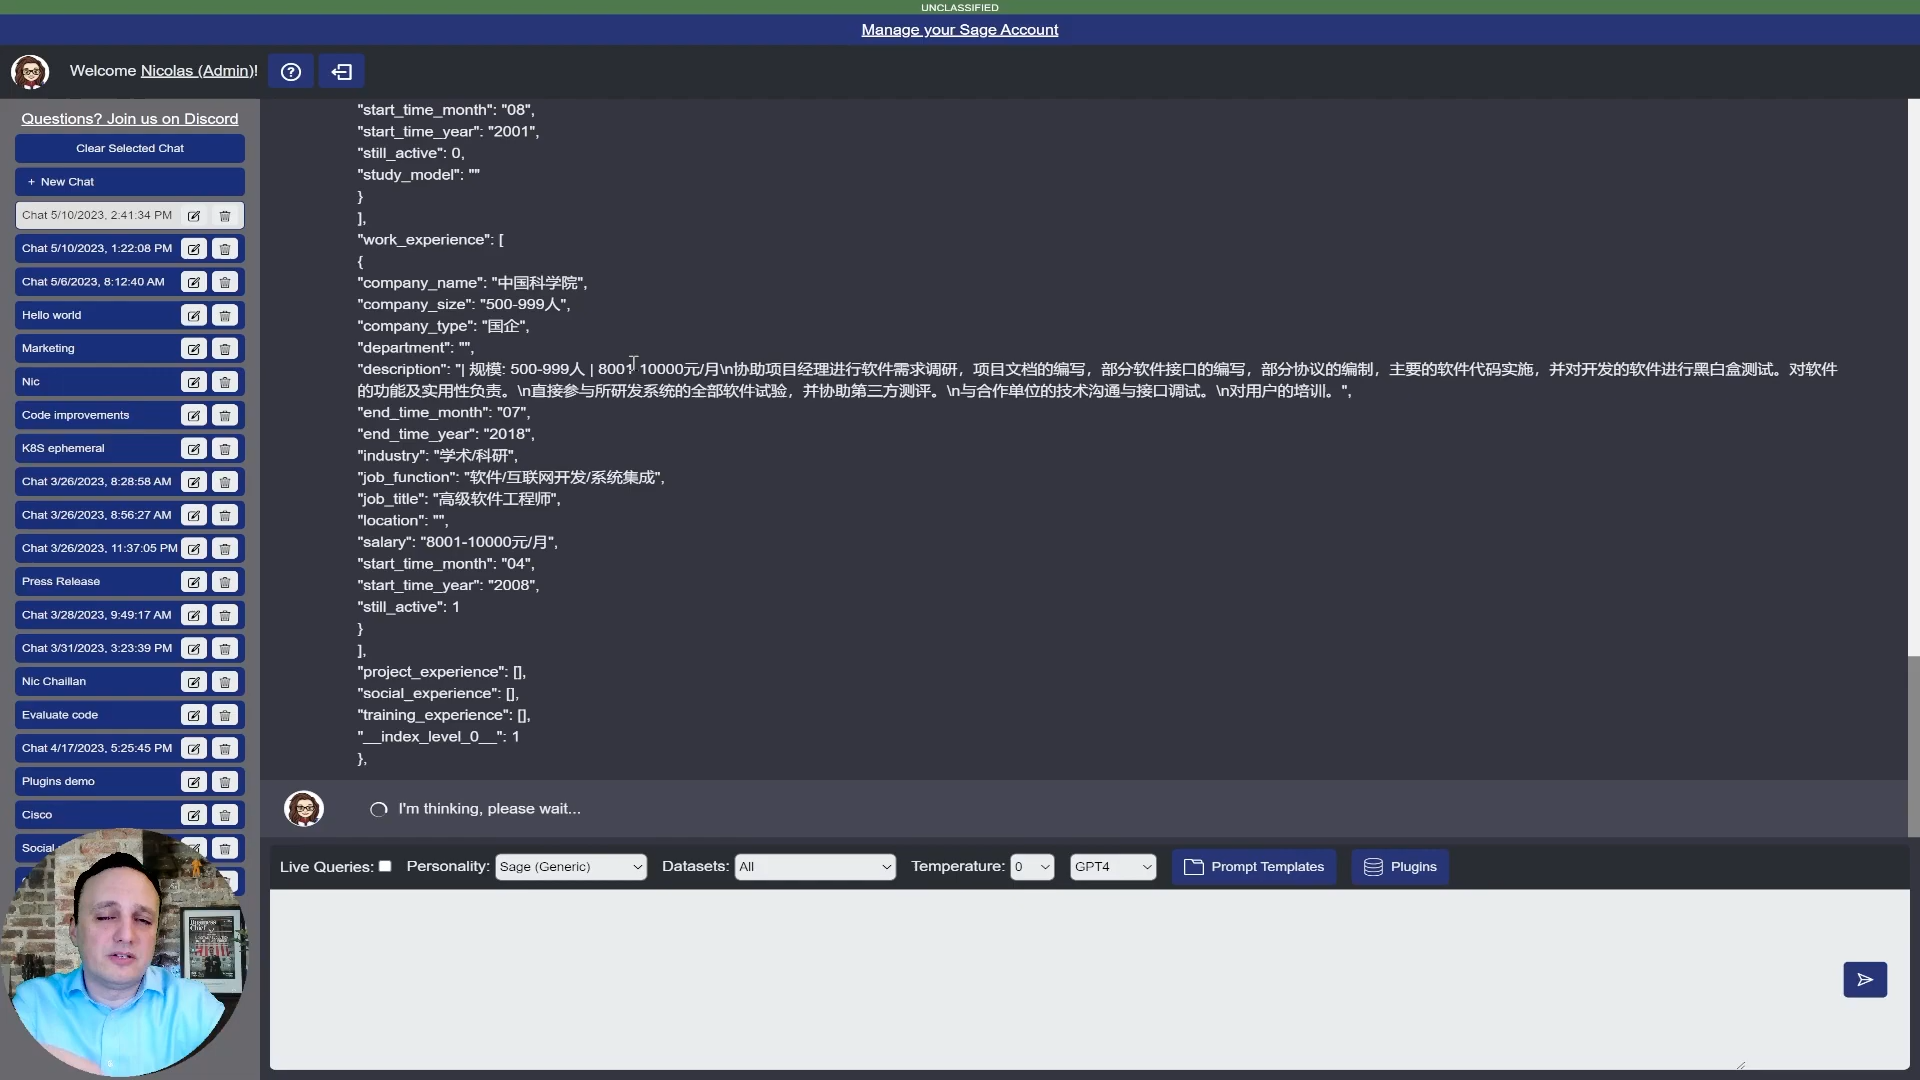 UNCLASSIFIED
Manage your Sage Account
Welcome Nicolas (Admin)!
Questions? Join us on Discord
Clear Selected Chat
+ New Chat
Chat 5/10/2023, 2:41:34 PM
Chat 5/10/2023, 1:22:08 PM
Chat 5/6/2023, 8:12:40 AM
Hello world
Marketing
Nic
Code improvements
K8S ephemeral
Chat 3/26/2023, 8:28:58 AM
Chat 3/26/2023, 8:56:27 AM
Chat 3/26/2023, 11:37:05 PM
Press Release
Chat 3/28/2023, 9:49:17 AM
Chat 3/31/2023, 3:23:39 PM
Nic Chaillan
Evaluate code
Chat 4/17/2023, 5:25:45 PM
Plugins demo
Cisco
Social
"start_time_month": "08",
"start_time_year": "2001",
"still_active": 0,
"study_model": ""
}
],
"work_experience": [
{
"company_name": "中国科学院",
"company_size": "500-999人",
"company_type": "国企",
"department": "",
"description": "| 规模: 500-999人 | 8001-10000元/月\n协助项目经理进行软件需求调研，项目文档的编写，部分软件接口的编写，部分协议的编制，主要的软件代码实施，并对开发的软件进行黑白盒测试。对软件
的功能及实用性负责。\n直接参与所研发系统的全部软件试验，并协助第三方测评。\n与合作单位的技术沟通与接口调试。\n对用户的培训。",
"end_time_month": "07",
"end_time_year": "2018",
"industry": "学术/科研",
"job_function": "软件/互联网开发/系统集成",
"job_title": "高级软件工程师",
"location": "",
"salary": "8001-10000元/月",
"start_time_month": "04",
"start_time_year": "2008",
"still_active": 1
}
],
"project_experience": [],
"social_experience": [],
"training_experience": [],
"__index_level_0__": 1
},
I'm thinking, please wait...
Live Queries: Personality: Sage (Generic) Datasets: All Temperature: 0 GPT4 Prompt Templates Plugins